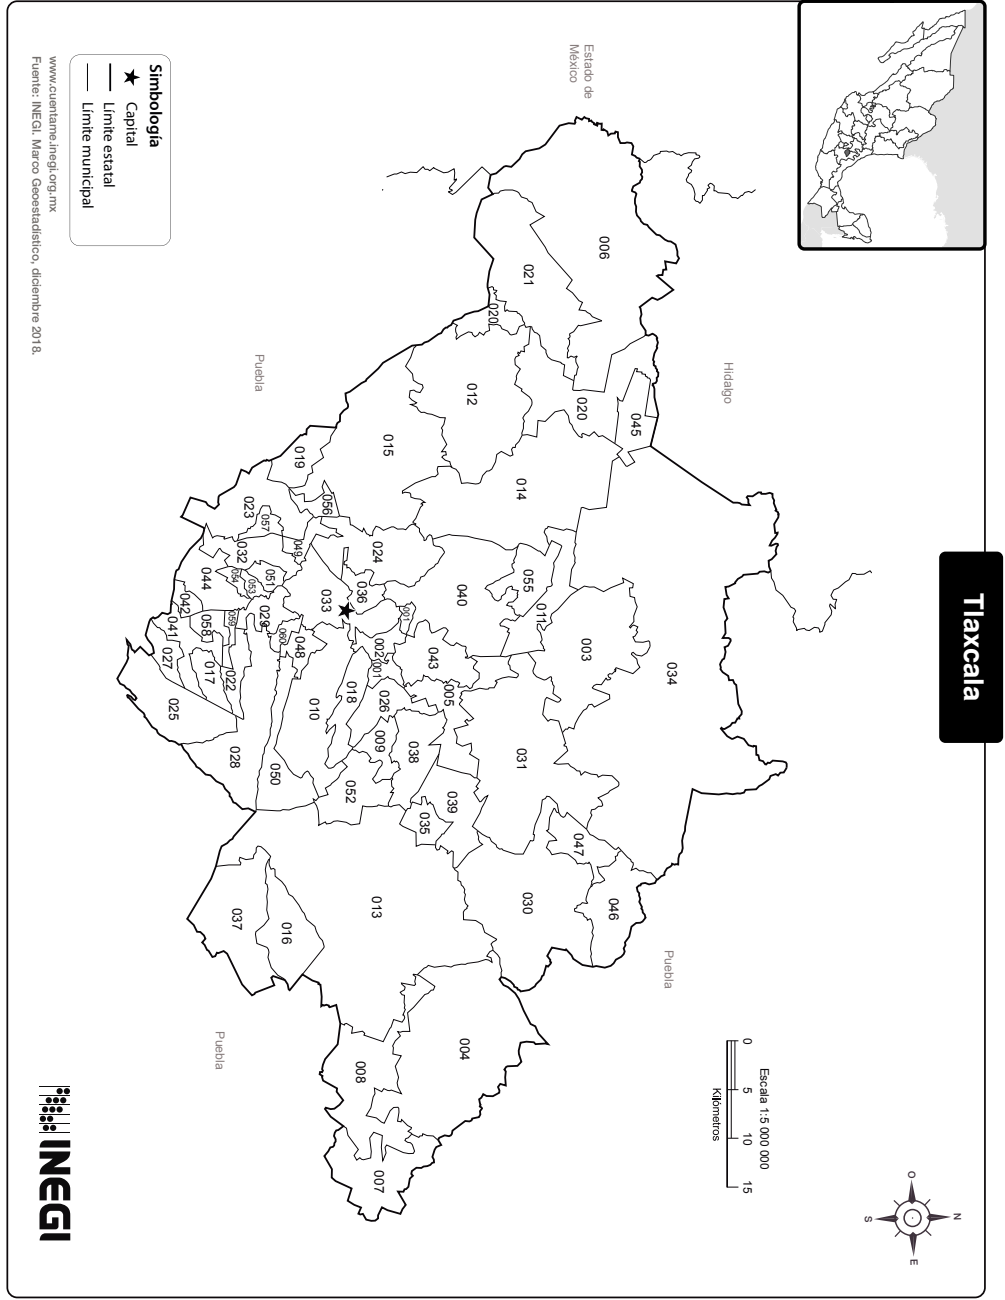 Tlaxcala
N
O
E
S
Escala 1:5 000 000
0 5 10 15
Kilómetros
Hidalgo
Puebla
Estado de
México
Puebla
Puebla
006
034
045
046
003
020
047
021
055
011
014
031
030
020
012
040
004
005
039
043
035
038
001
015
024
002
001
026
009
013
036
007
018
052
008
056
033
010
019
049
048
016
060
057
051
029
050
023
032
053
054
059
022
028
037
044
058
017
042
041
027
025
Simbología
Capital
Límite estatal
Límite municipal
www.cuentame.inegi.org.mx
Fuente: INEGI. Marco Geoestadístico, diciembre 2018.
INEGI